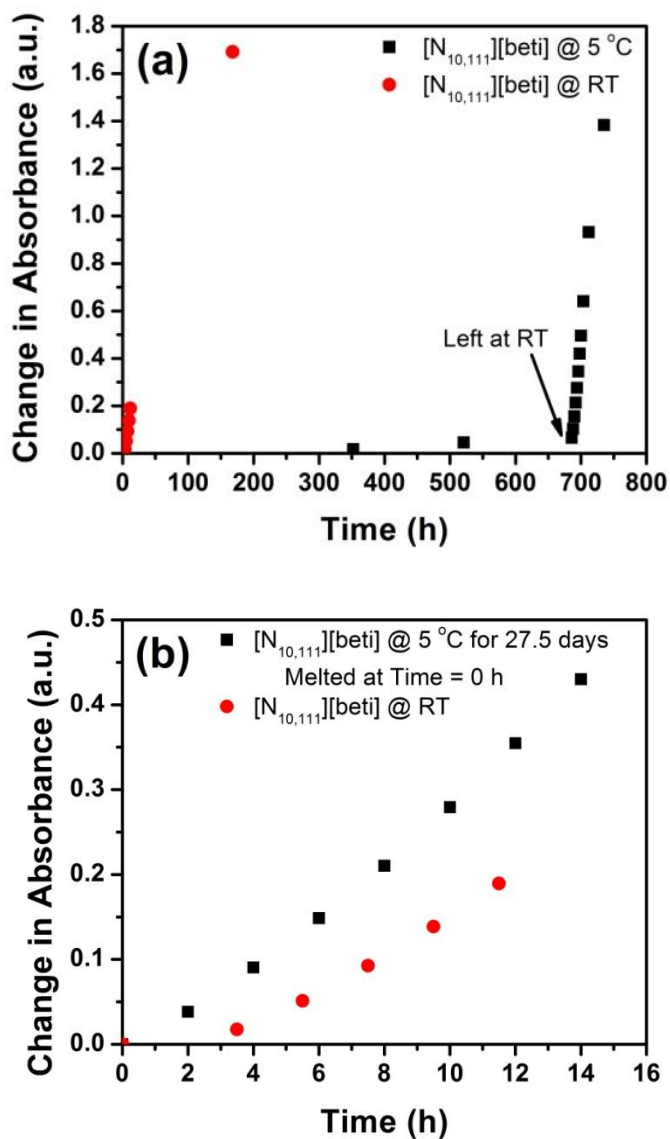 (a)
[N10,111][beti] @ 5 °C
[N10,111][beti] @ RT
Left at RT
Change in Absorbance (a.u.)
1.8
1.6
1.4
1.2
1.0
0.8
0.6
0.4
0.2
0.0
0 100 200 300 400 500 600 700 800
Time (h)
(b)
[N10,111][beti] @ 5 °C for 27.5 days
Melted at Time = 0 h
[N10,111][beti] @ RT
Change in Absorbance (a.u.)
0.5
0.4
0.3
0.2
0.1
0.0
0 2 4 6 8 10 12 14 16
Time (h)